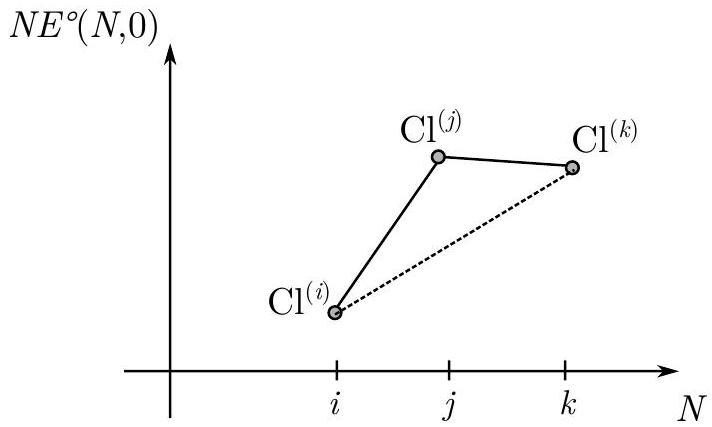 NE°(N,0)
Cl^(j)
Cl^(k)
Cl^(i)
i j k N